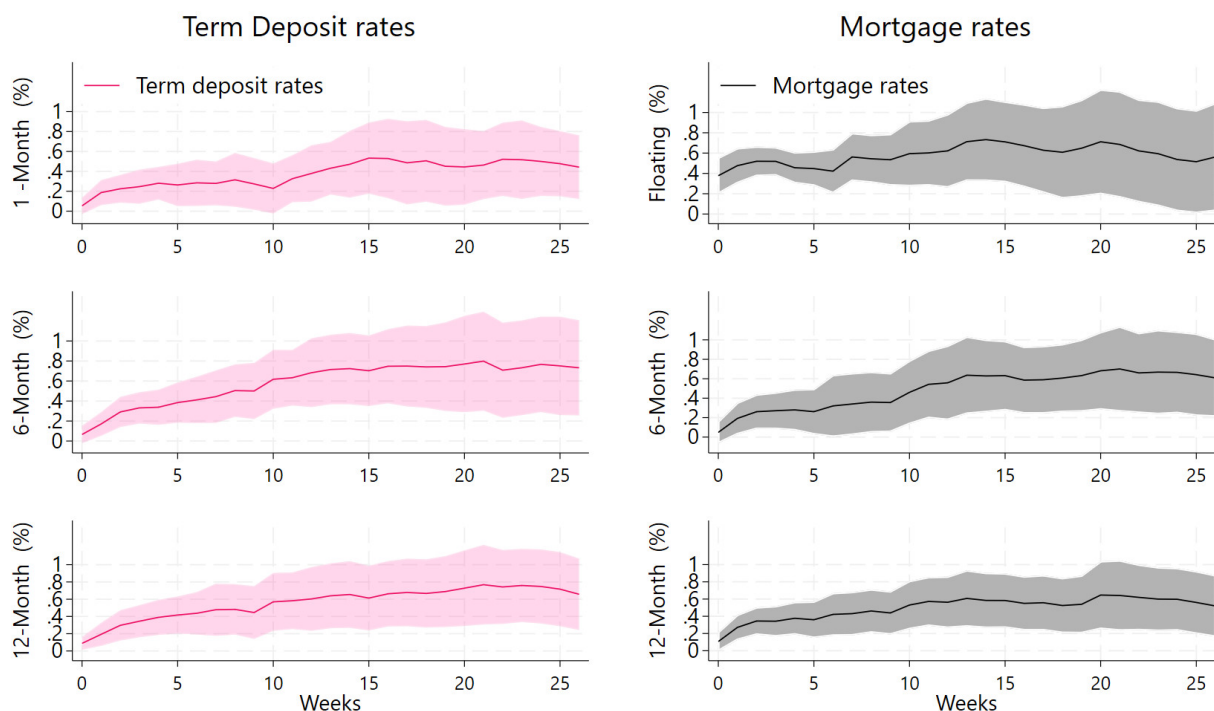 Term Deposit rates
Mortgage rates
Term deposit rates
1 -Month (%)
1
.8
.6
.4
.2
0
0 5 10 15 20 25
Mortgage rates
Floating (%)
1
.8
.6
.4
.2
0
0 5 10 15 20 25
6-Month (%)
1
.8
.6
.4
.2
0
0 5 10 15 20 25
6-Month (%)
1
.8
.6
.4
.2
0
0 5 10 15 20 25
12-Month (%)
1
.8
.6
.4
.2
0
0 5 10 15 20 25
Weeks
12-Month (%)
1
.8
.6
.4
.2
0
0 5 10 15 20 25
Weeks